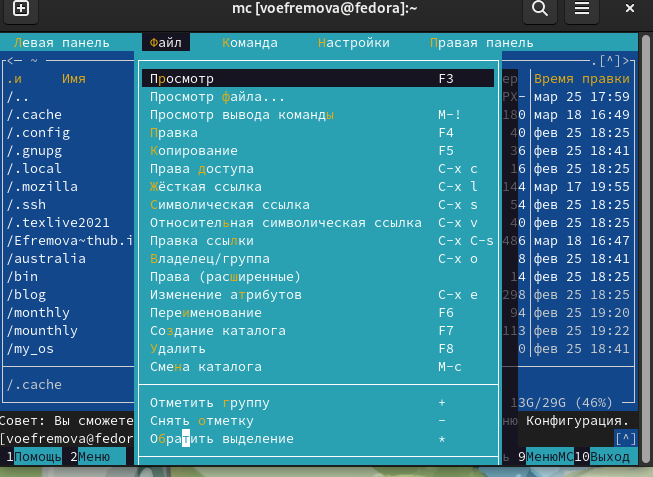 mc [voefremova@fedora]:~
Левая панель Файл Команда Настройки Правая панель
<— ~ .[^]>
.и Имя Время правки
/.. Просмотр F3 мар 25 17:59
/.cache Просмотр файла... мар 18 16:49
/.config Просмотр вывода команды M-! 40 фев 25 18:25
/.gnupg Правка F4 36 фев 25 18:41
/.local Копирование F5 16 фев 25 18:25
/.mozilla Права доступа C-x c 144 мар 17 19:55
/.ssh Жёсткая ссылка C-x l 54 фев 25 18:25
/.texlive2021 Символическая ссылка C-x s 40 фев 25 18:25
/Efremova~thub.i Относительная символическая ссылка C-x v 486 мар 18 16:47
/australia Правка ссылки C-x C-s 8 фев 25 18:41
/bin Владелец/группа C-x o 14 фев 25 18:25
/blog Права (расширенные) 298 фев 25 18:25
/monthly Изменение атрибутов C-x e 94 фев 25 19:20
/mounthly Переименование F6 113 фев 25 19:22
/my_os Создание каталога F7 0 фев 25 18:41
Удалить F8
Смена каталога M-c
/.cache
Отметить группу + 13G/29G (46%)
Совет: Вы сможете Снять отметку - ню Конфигурация.
[voefremova@fedor Обратить выделение * [^]
1Помощь 2Меню 9МенюMC 10Выход